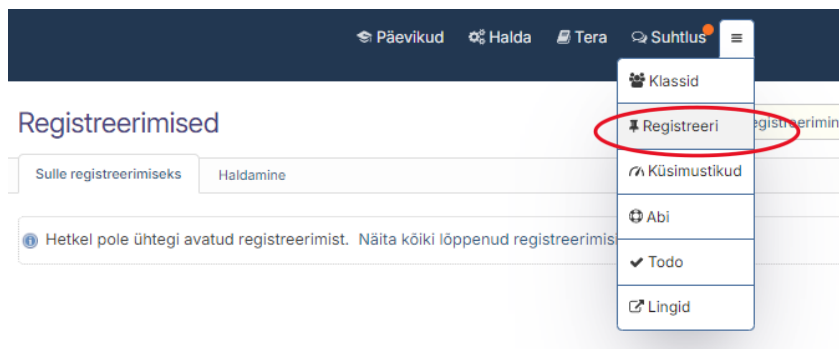 Päevikud Halda Tera Suhtlus
Klassid
Registreerimised
Registreeri
Sulle registreerimiseks Haldamine
Küsimustikud
Abi
Hetkel pole ühtegi avatud registreerimist. Näita kõiki lõppenud
Todo
Lingid